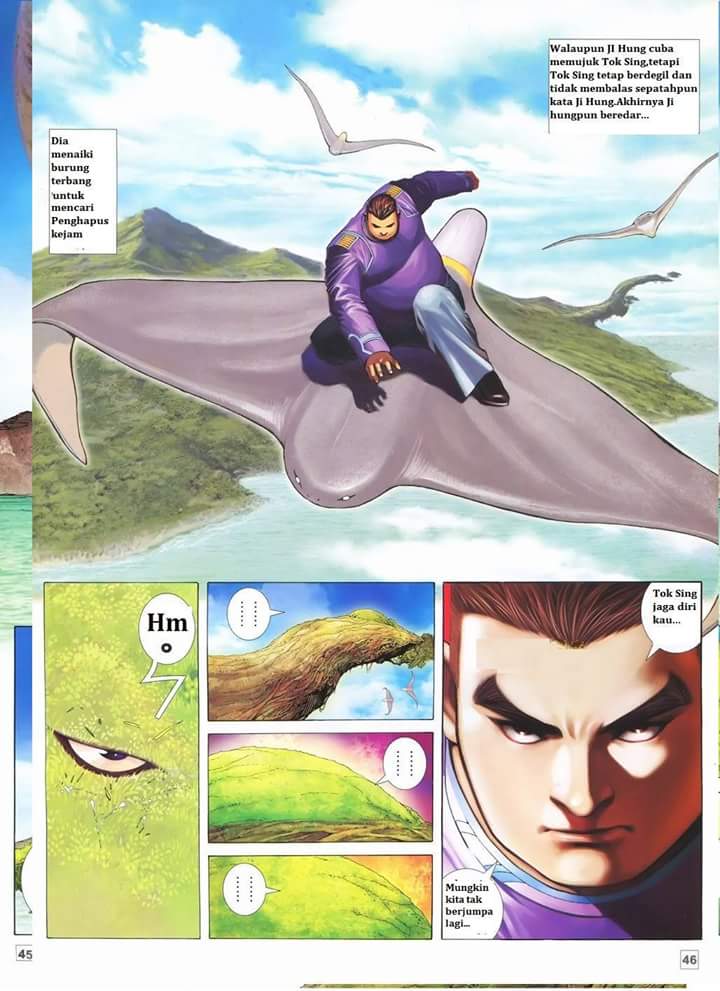 Walaupun JI Hung cuba
memujuk Tok Sing,tetapi
Tok Sing tetap berdegil dan
tidak membalas sepatahpun
kata Ji Hung.Akhirnya Ji
hungpun beredar...
Dia
menaiki
burung
terbang
untuk
mencari
Penghapus
kejam
Hm
......
......
......
Tok Sing
jaga diri
kau...
Mungkin
kita tak
berjumpa
lagi...
45
46